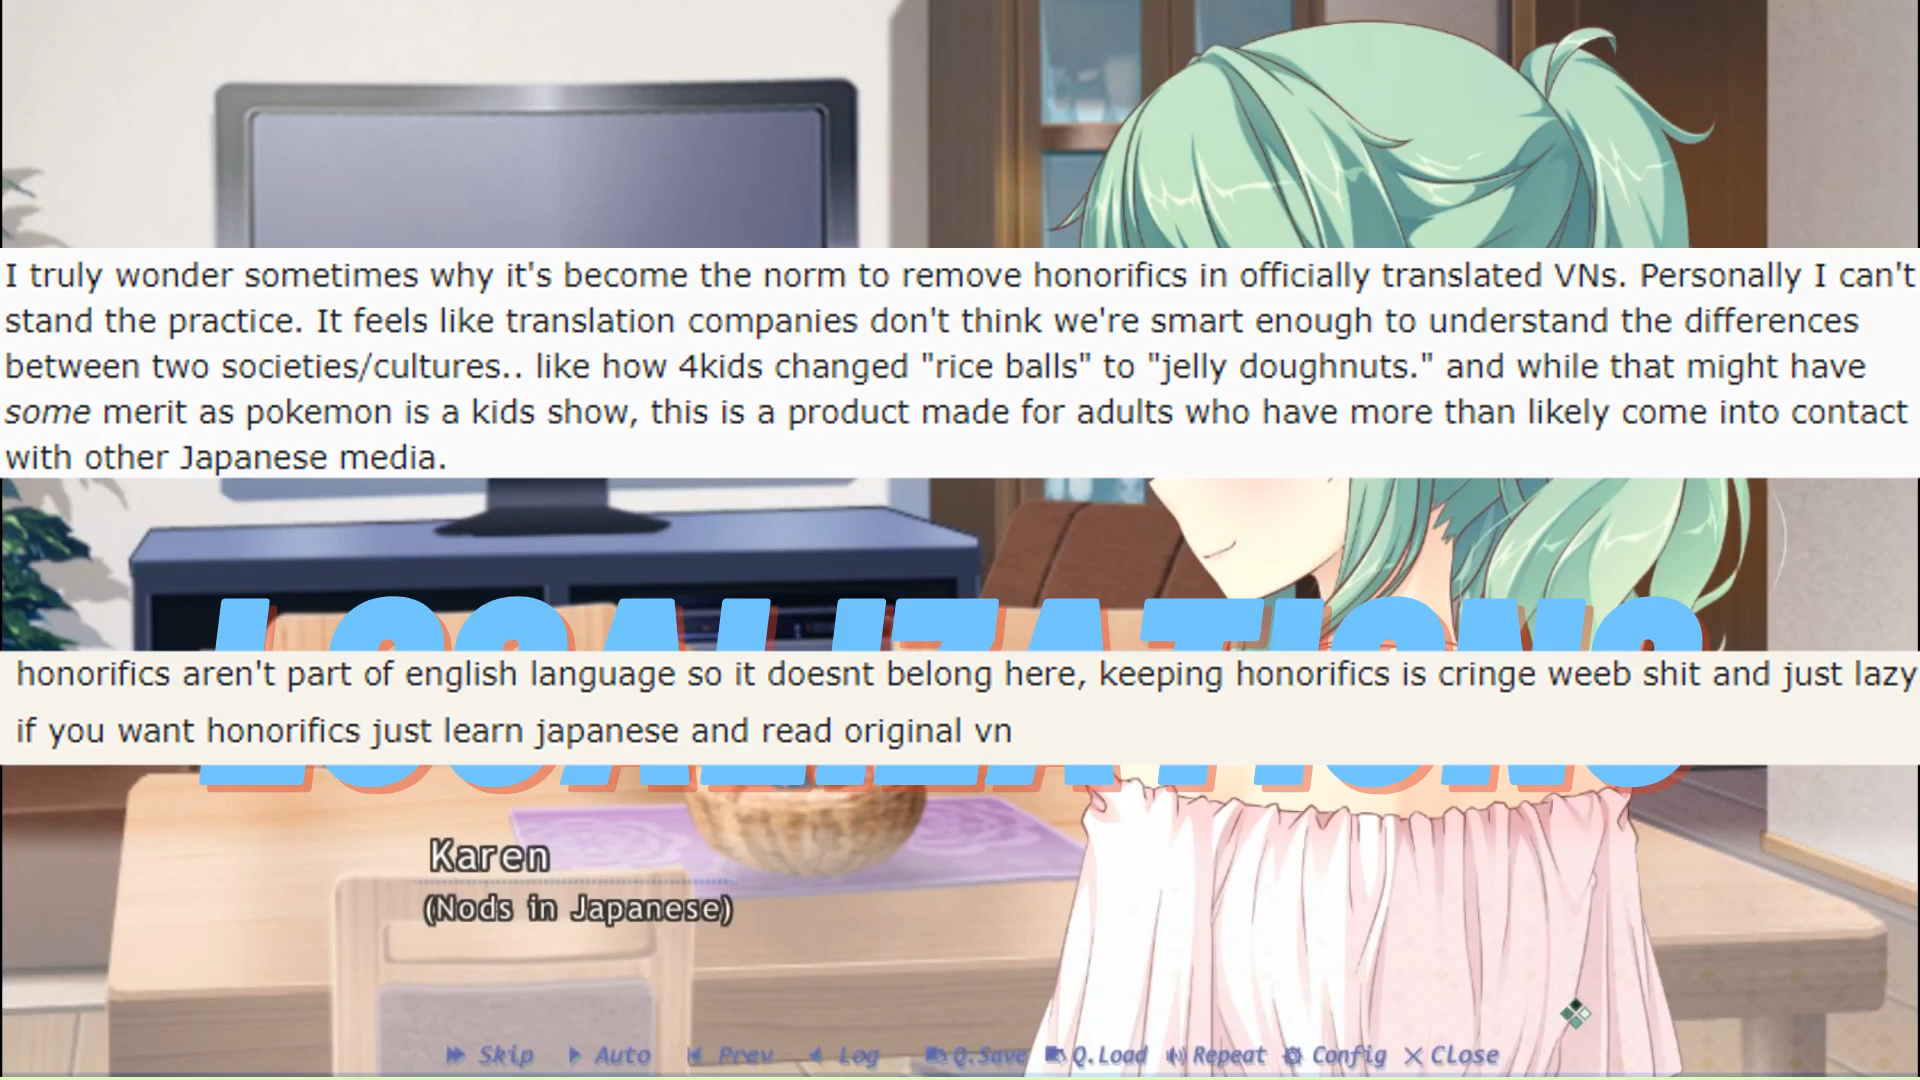 I truly wonder sometimes why it's become the norm to remove honorifics in officially translated VNs. Personally I can't
stand the practice. It feels like translation companies don't think we're smart enough to understand the differences
between two societies/cultures.. like how 4kids changed "rice balls" to "jelly doughnuts." and while that might have
some merit as pokemon is a kids show, this is a product made for adults who have more than likely come into contact
with other Japanese media.
LOCALIZATIONS
honorifics aren't part of english language so it doesnt belong here, keeping honorifics is cringe weeb shit and just lazy
if you want honorifics just learn japanese and read original vn
Karen
(Nods in Japanese)
Skip Auto Prev Log Q.Save Q.Load Repeat Config Close